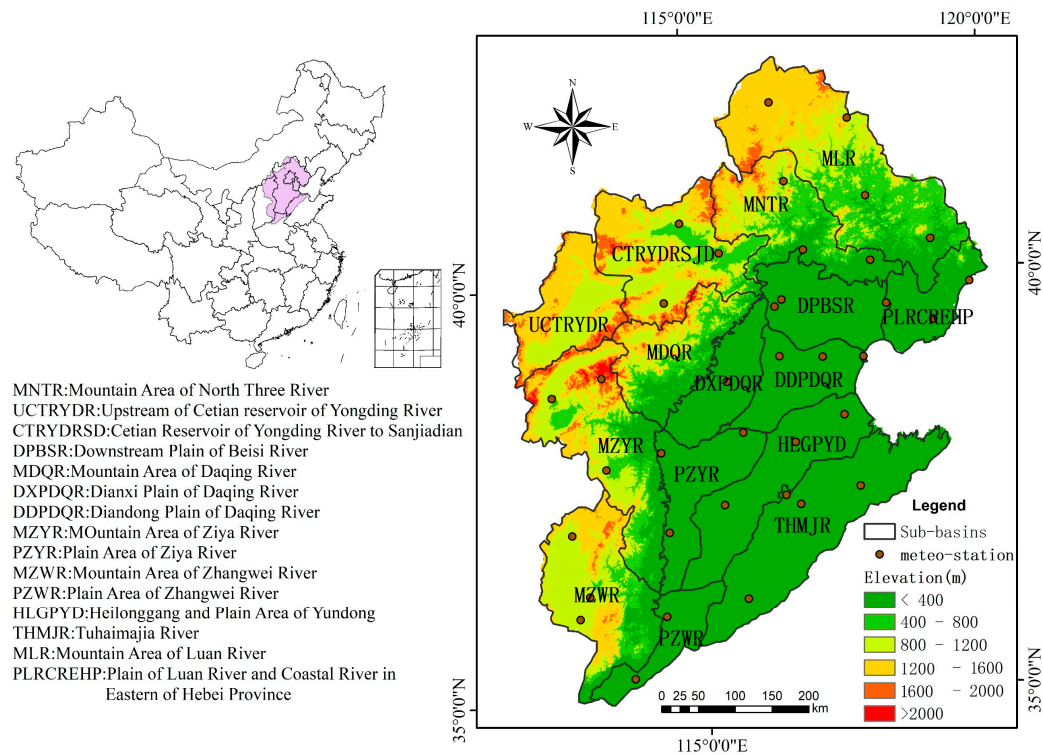 115°0'0"E
120°0'0"E
N
W
E
S
MLR
MNTR
CTRYDRSJD
40°0'0"N
40°0'0"N
DPBSR
PLRCREHP
UCTRYDR
MDQR
DXPDQR
DDPDQR
MZYR
HLGPYD
PZYR
THMJR
MZWR
PZWR
MNTR:Mountain Area of North Three River
UCTRYDR:Upstream of Cetian reservoir of Yongding River
CTRYDRSD:Cetian Reservoir of Yongding River to Sanjiadian
DPBSR:Downstream Plain of Beisi River
MDQR:Mountain Area of Daqing River
DXPDQR:Dianxi Plain of Daqing River
DDPDQR:Diandong Plain of Daqing River
MZYR:MOuntain Area of Ziya River
PZYR:Plain Area of Ziya River
MZWR:Mountain Area of Zhangwei River
PZWR:Plain Area of Zhangwei River
HLGPYD:Heilonggang and Plain Area of Yundong
THMJR:Tuhaimajia River
MLR:Mountain Area of Luan River
PLRCREHP:Plain of Luan River and Coastal River in
Eastern of Hebei Province
Legend
Sub-basins
meteo-station
Elevation(m)
< 400
400 - 800
800 - 1200
1200 - 1600
1600 - 2000
>2000
0 25 50 100 150 200
km
35°0'0"N
35°0'0"N
115°0'0"E